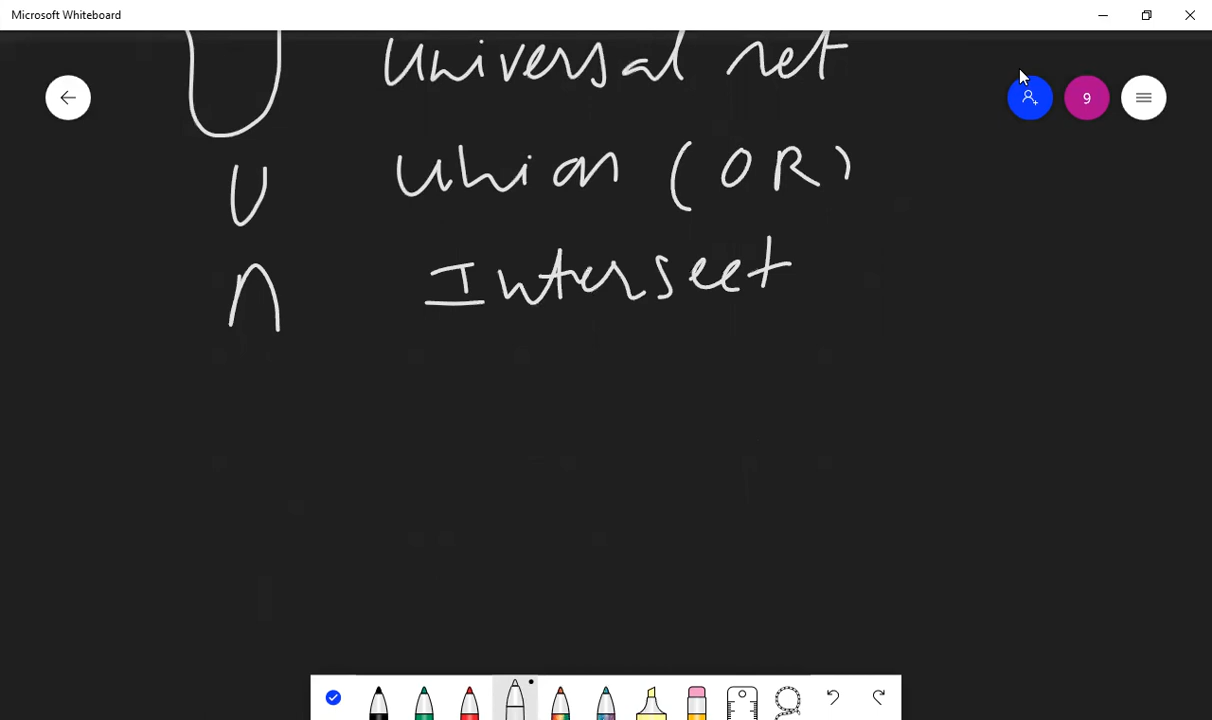 Microsoft Whiteboard
U Universal set
9
U Union (OR)
∩ Intersect